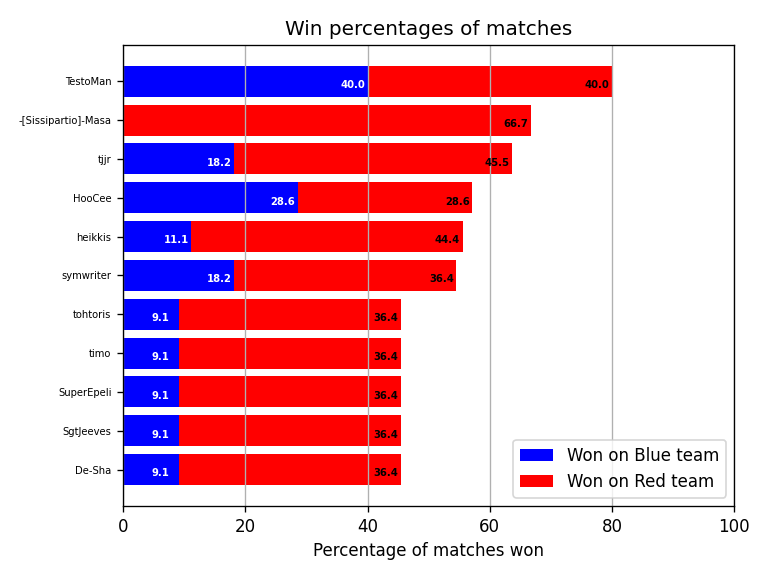 Win percentages of matches
TestoMan 40.0 40.0
-[Sissipartio]-Masa 66.7
tjjr 18.2 45.5
HooCee 28.6 28.6
heikkis 11.1 44.4
symwriter 18.2 36.4
tohtoris 9.1 36.4
timo 9.1 36.4
SuperEpeli 9.1 36.4
SgtJeeves 9.1 36.4
De-Sha 9.1 36.4
Won on Blue team
Won on Red team
0 20 40 60 80 100
Percentage of matches won